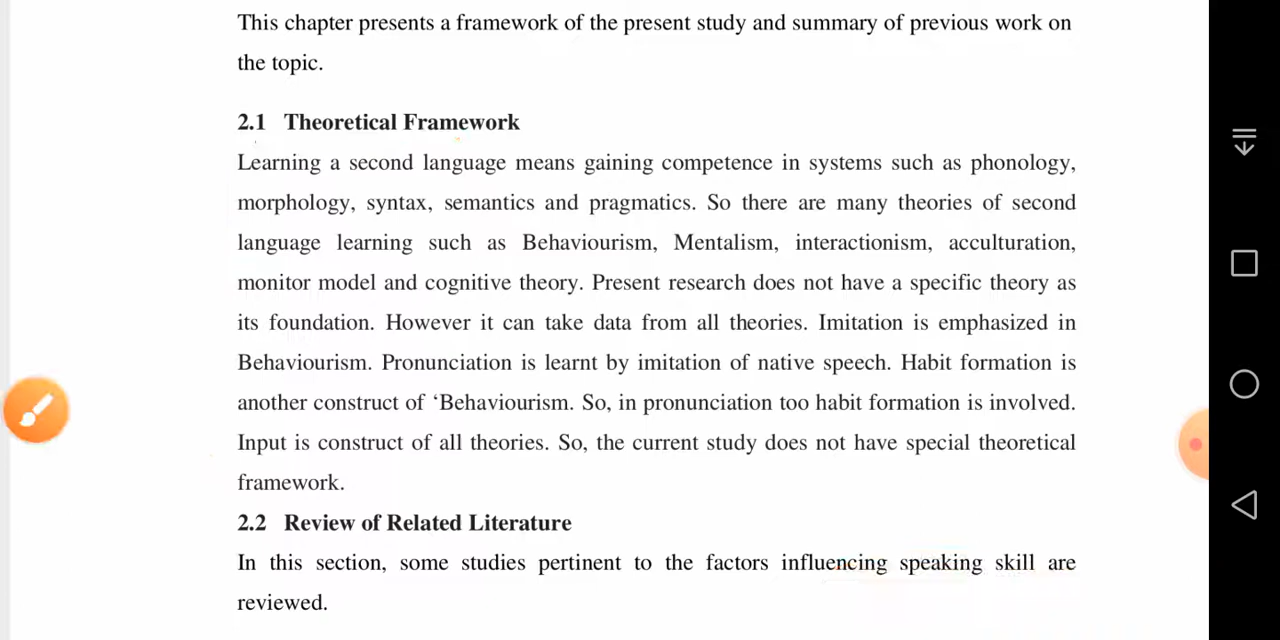 This chapter presents a framework of the present study and summary of previous work on
the topic.
2.1 Theoretical Framework
Learning a second language means gaining competence in systems such as phonology,
morphology, syntax, semantics and pragmatics. So there are many theories of second
language learning such as Behaviourism, Mentalism, interactionism, acculturation,
monitor model and cognitive theory. Present research does not have a specific theory as
its foundation. However it can take data from all theories. Imitation is emphasized in
Behaviourism. Pronunciation is learnt by imitation of native speech. Habit formation is
another construct of ‘Behaviourism. So, in pronunciation too habit formation is involved.
Input is construct of all theories. So, the current study does not have special theoretical
framework.
2.2 Review of Related Literature
In this section, some studies pertinent to the factors influencing speaking skill are
reviewed.